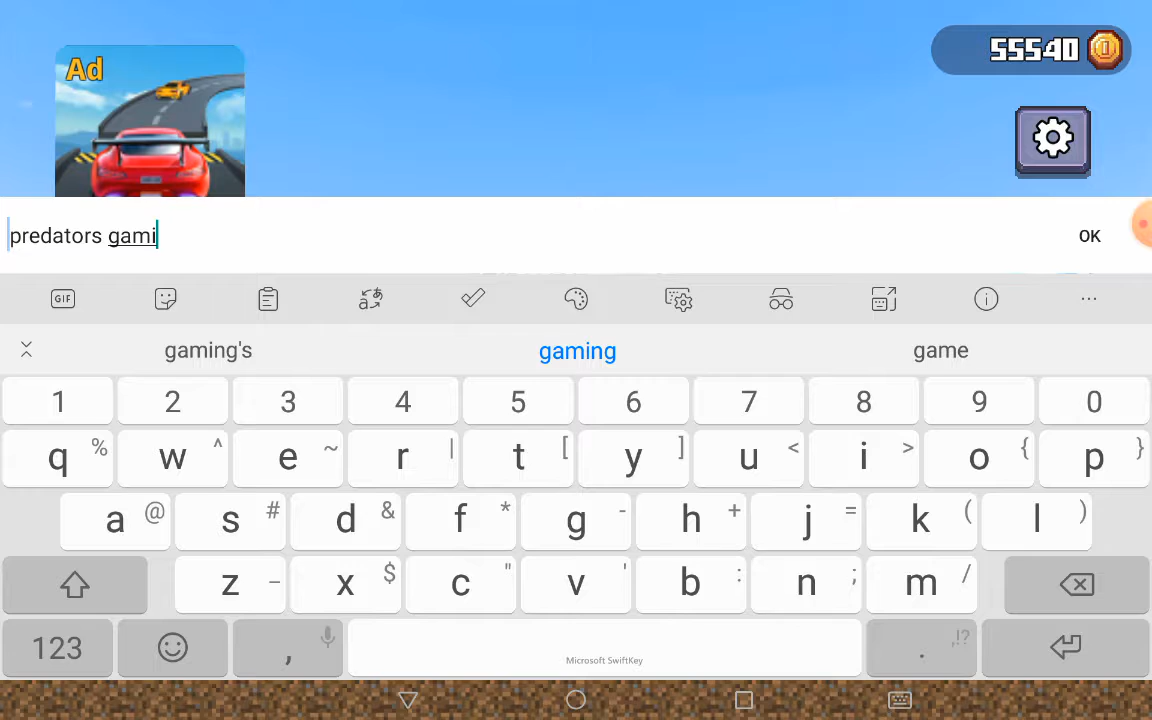 Ad
55540
predators gami
OK
GIF
gaming's gaming game
1 2 3 4 5 6 7 8 9 0
q % w ^ e ~ r | t [ y ] u < i > o { p }
a @ s # d & f * g - h + j = k ( l )
z _ x $ c " v ' b : n ; m /
123 , . ,!?
Microsoft SwiftKey